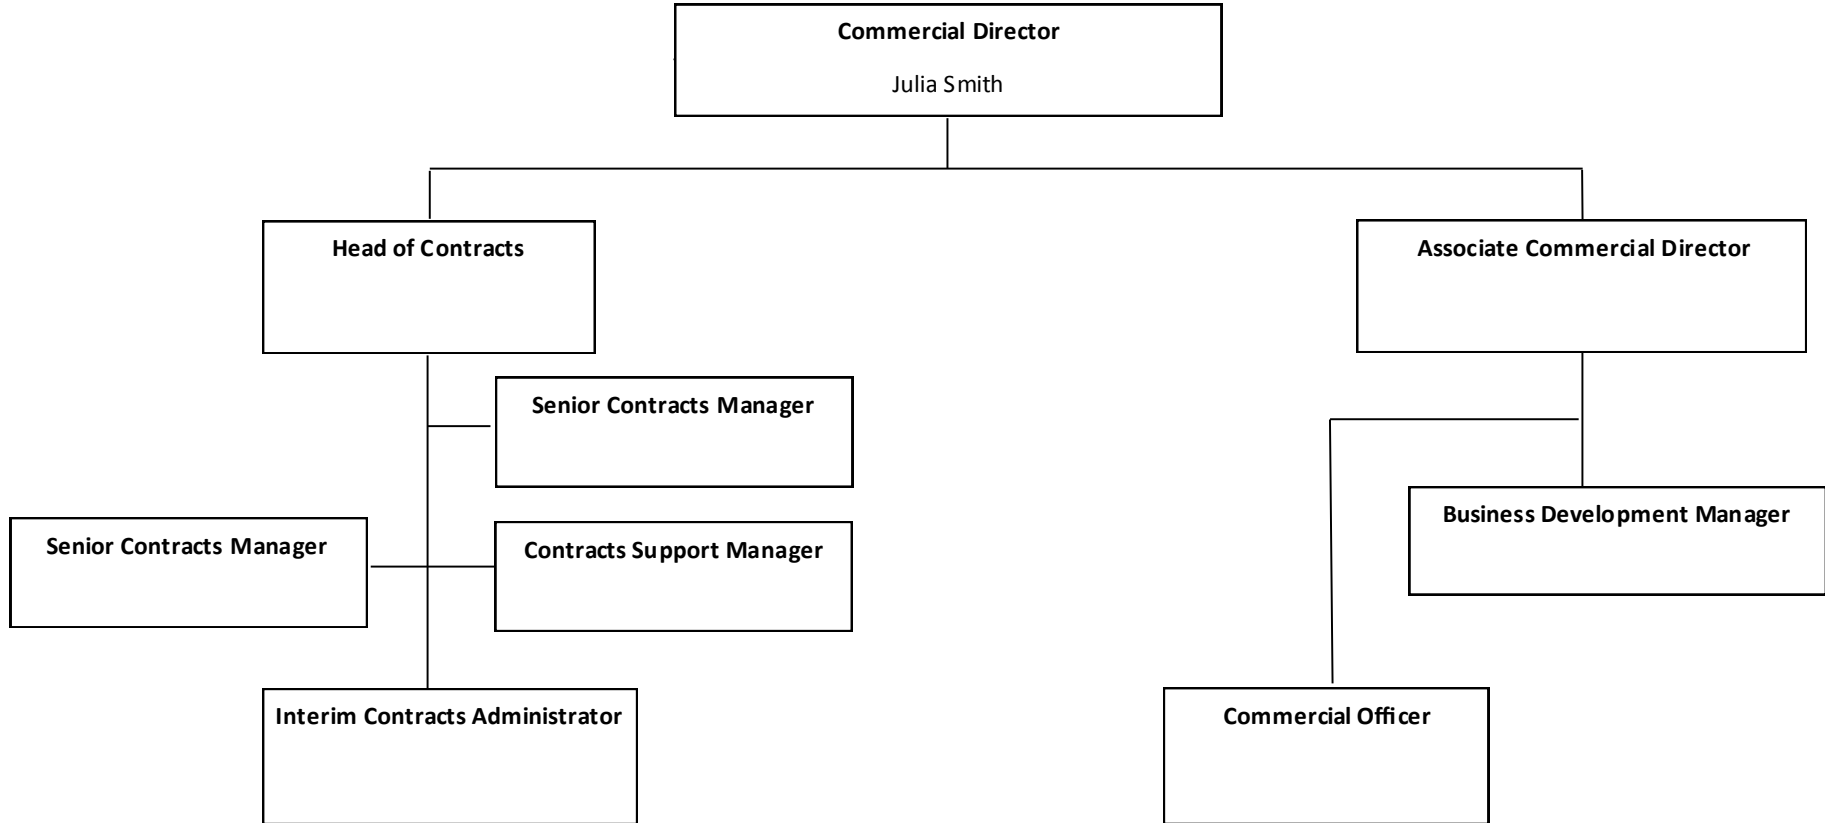 Commercial Director
Julia Smith
Head of Contracts
Associate Commercial Director
Senior Contracts Manager
Business Development Manager
Senior Contracts Manager
Contracts Support Manager
Interim Contracts Administrator
Commercial Officer